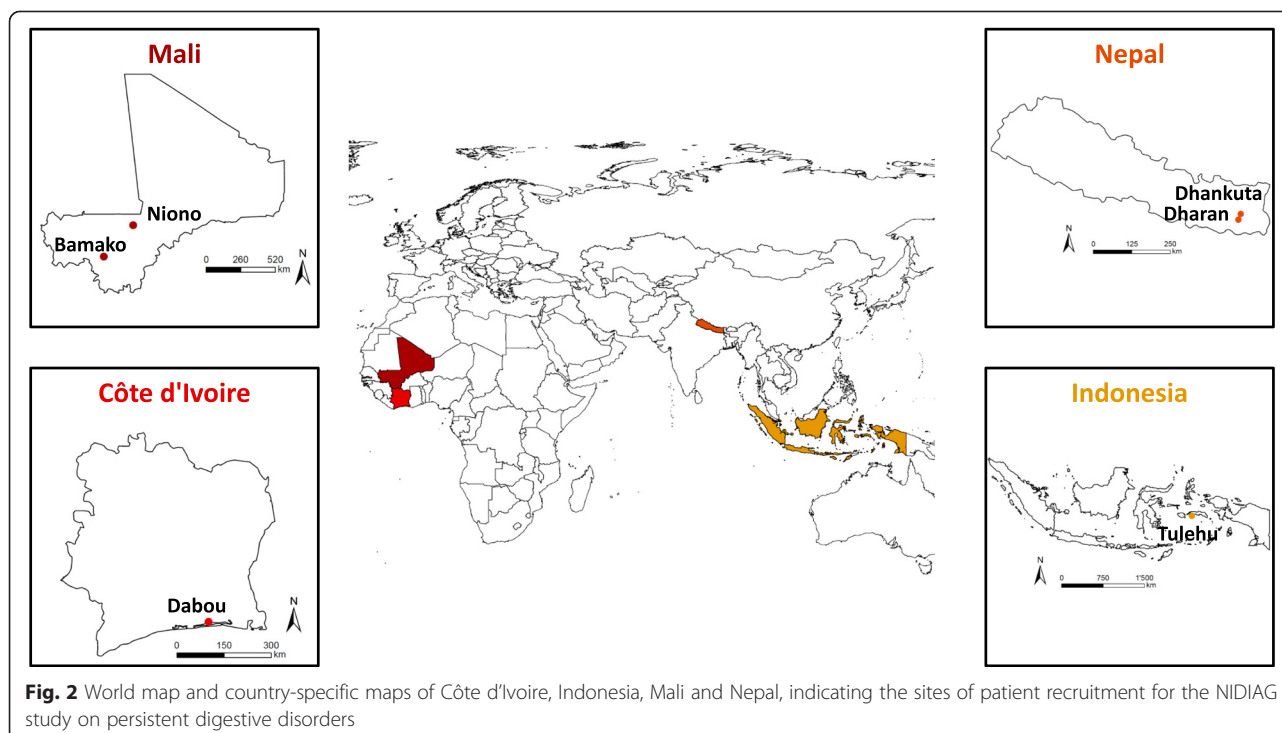 Mali
Niono
Bamako
0 260 520
km
N
Nepal
Dhankuta
Dharan
N
0 125 250
km
Côte d'Ivoire
Dabou
N
0 150 300
km
Indonesia
Tulehu
N
0 750 1'500
km
Fig. 2 World map and country-specific maps of Côte d'Ivoire, Indonesia, Mali and Nepal, indicating the sites of patient recruitment for the NIDIAG
study on persistent digestive disorders